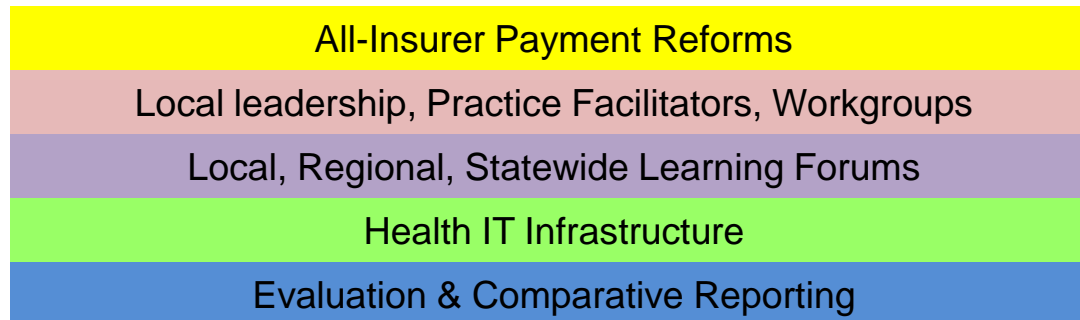 All-Insurer Payment Reforms
Local leadership, Practice Facilitators, Workgroups
Local, Regional, Statewide Learning Forums
Health IT Infrastructure
Evaluation & Comparative Reporting